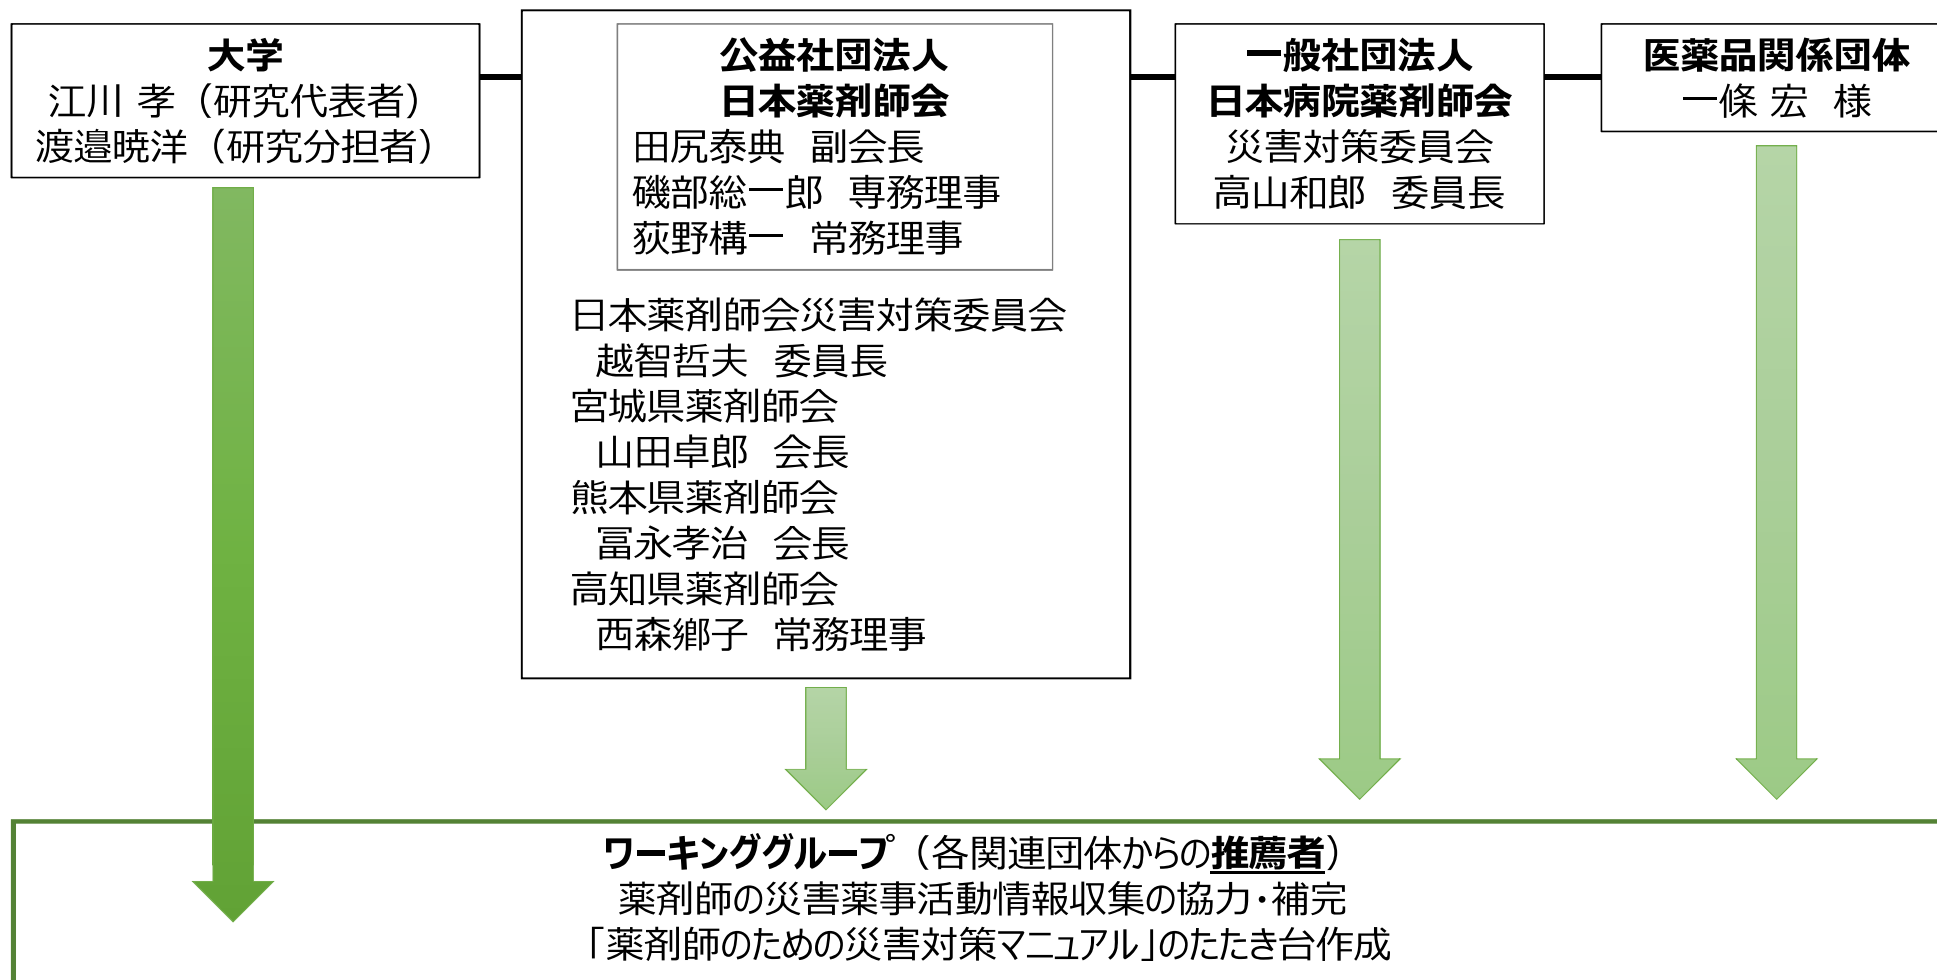 大学
江川 孝（研究代表者）
渡邉暁洋（研究分担者）
公益社団法人
日本薬剤師会
田尻泰典　副会長
磯部総一郎　専務理事
荻野構一　常務理事
日本薬剤師会災害対策委員会
越智哲夫　委員長
宮城県薬剤師会
山田卓郎　会長
熊本県薬剤師会
冨永孝治　会長
高知県薬剤師会
西森郷子　常務理事
一般社団法人
日本病院薬剤師会
災害対策委員会
高山和郎　委員長
医薬品関係団体
一條 宏　様
ワーキンググループ（各関連団体からの推薦者）
薬剤師の災害薬事活動情報収集の協力・補完
「薬剤師のための災害対策マニュアル」のたたき台作成